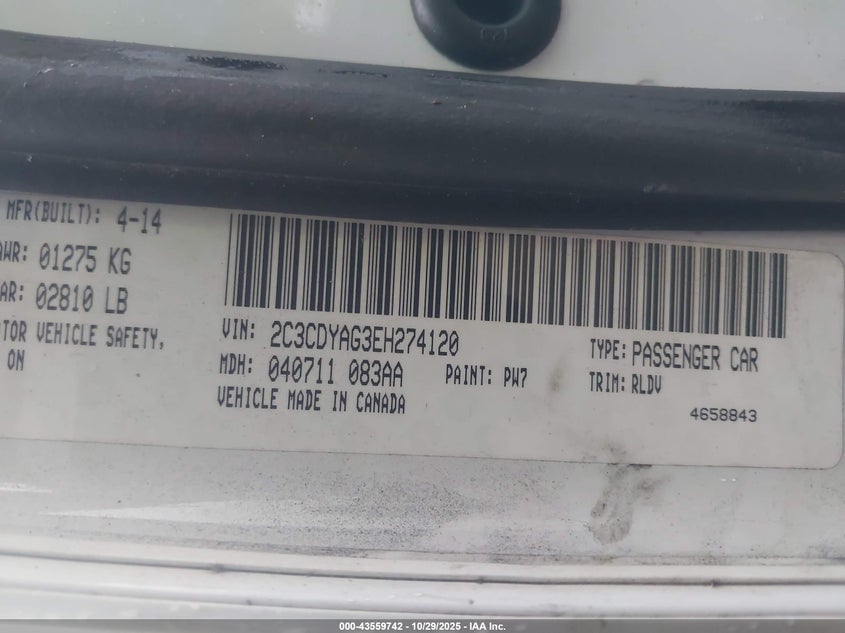 MFR(BUILT): 4-14
AWR: 01275 KG
AR: 02810 LB
TOR VEHICLE SAFETY,
ON
VIN: 2C3CDYAG3EH274120
MDH: 040711 083AA
PAINT: PW7
VEHICLE MADE IN CANADA
TYPE: PASSENGER CAR
TRIM: RLDV
4658843
000-43559742 - 10/29/2025 - IAA Inc.